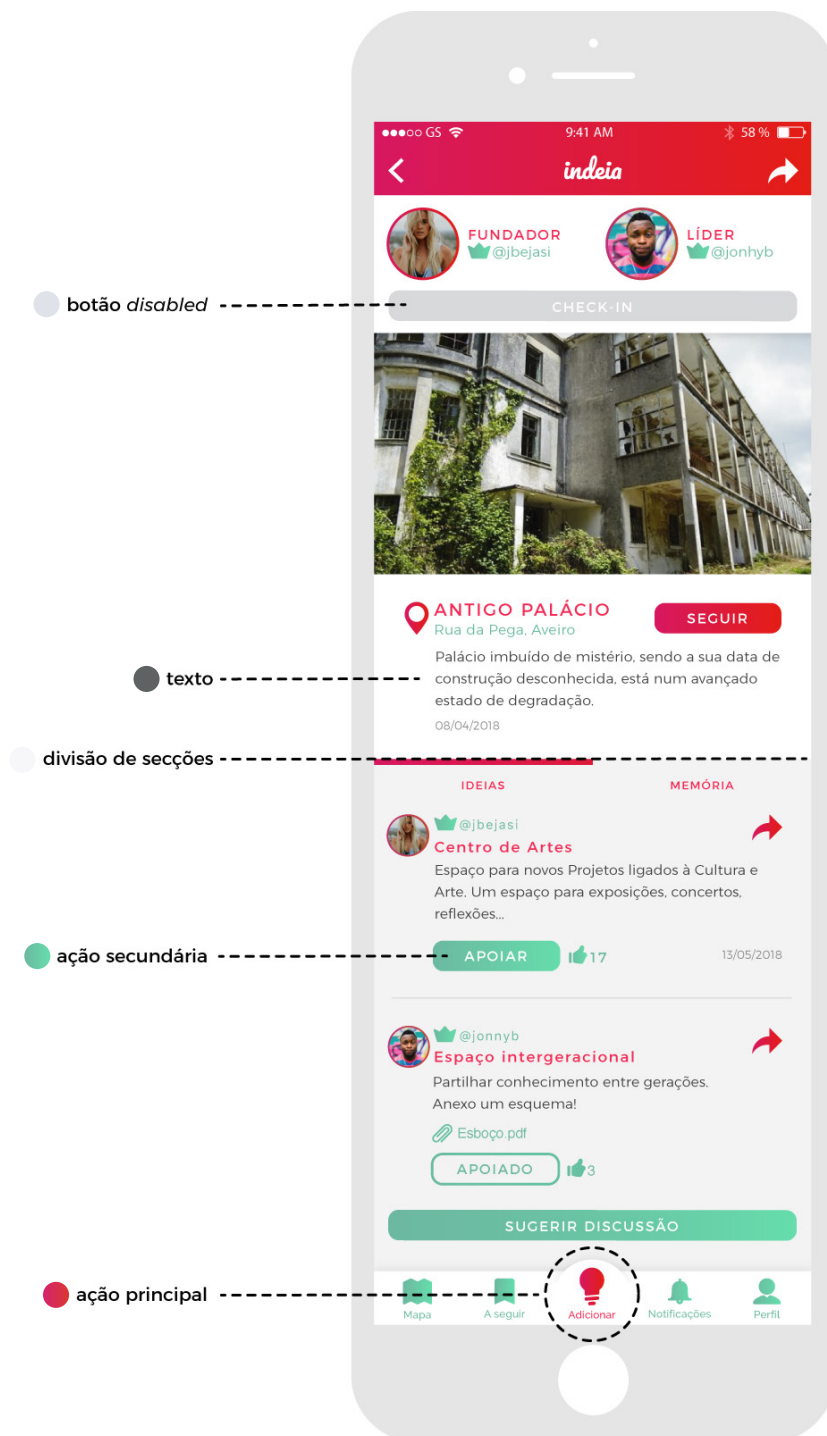 GS 9:41 AM 58 %
indeia
FUNDADOR
@jbejasi
LÍDER
@jonhyb
botão disabled
CHECK-IN
ANTIGO PALÁCIO
Rua da Pega, Aveiro
SEGUIR
texto
Palácio imbuído de mistério, sendo a sua data de
construção desconhecida, está num avançado
estado de degradação.
08/04/2018
divisão de secções
IDEIAS MEMÓRIA
@jbejasi
Centro de Artes
Espaço para novos Projetos ligados à Cultura e
Arte. Um espaço para exposições, concertos,
reflexões...
ação secundária
APOIAR 17 13/05/2018
@jonnyb
Espaço intergeracional
Partilhar conhecimento entre gerações.
Anexo um esquema!
Esboço.pdf
APOIADO 3
SUGERIR DISCUSSÃO
ação principal
Mapa A seguir Adicionar Notificações Perfil